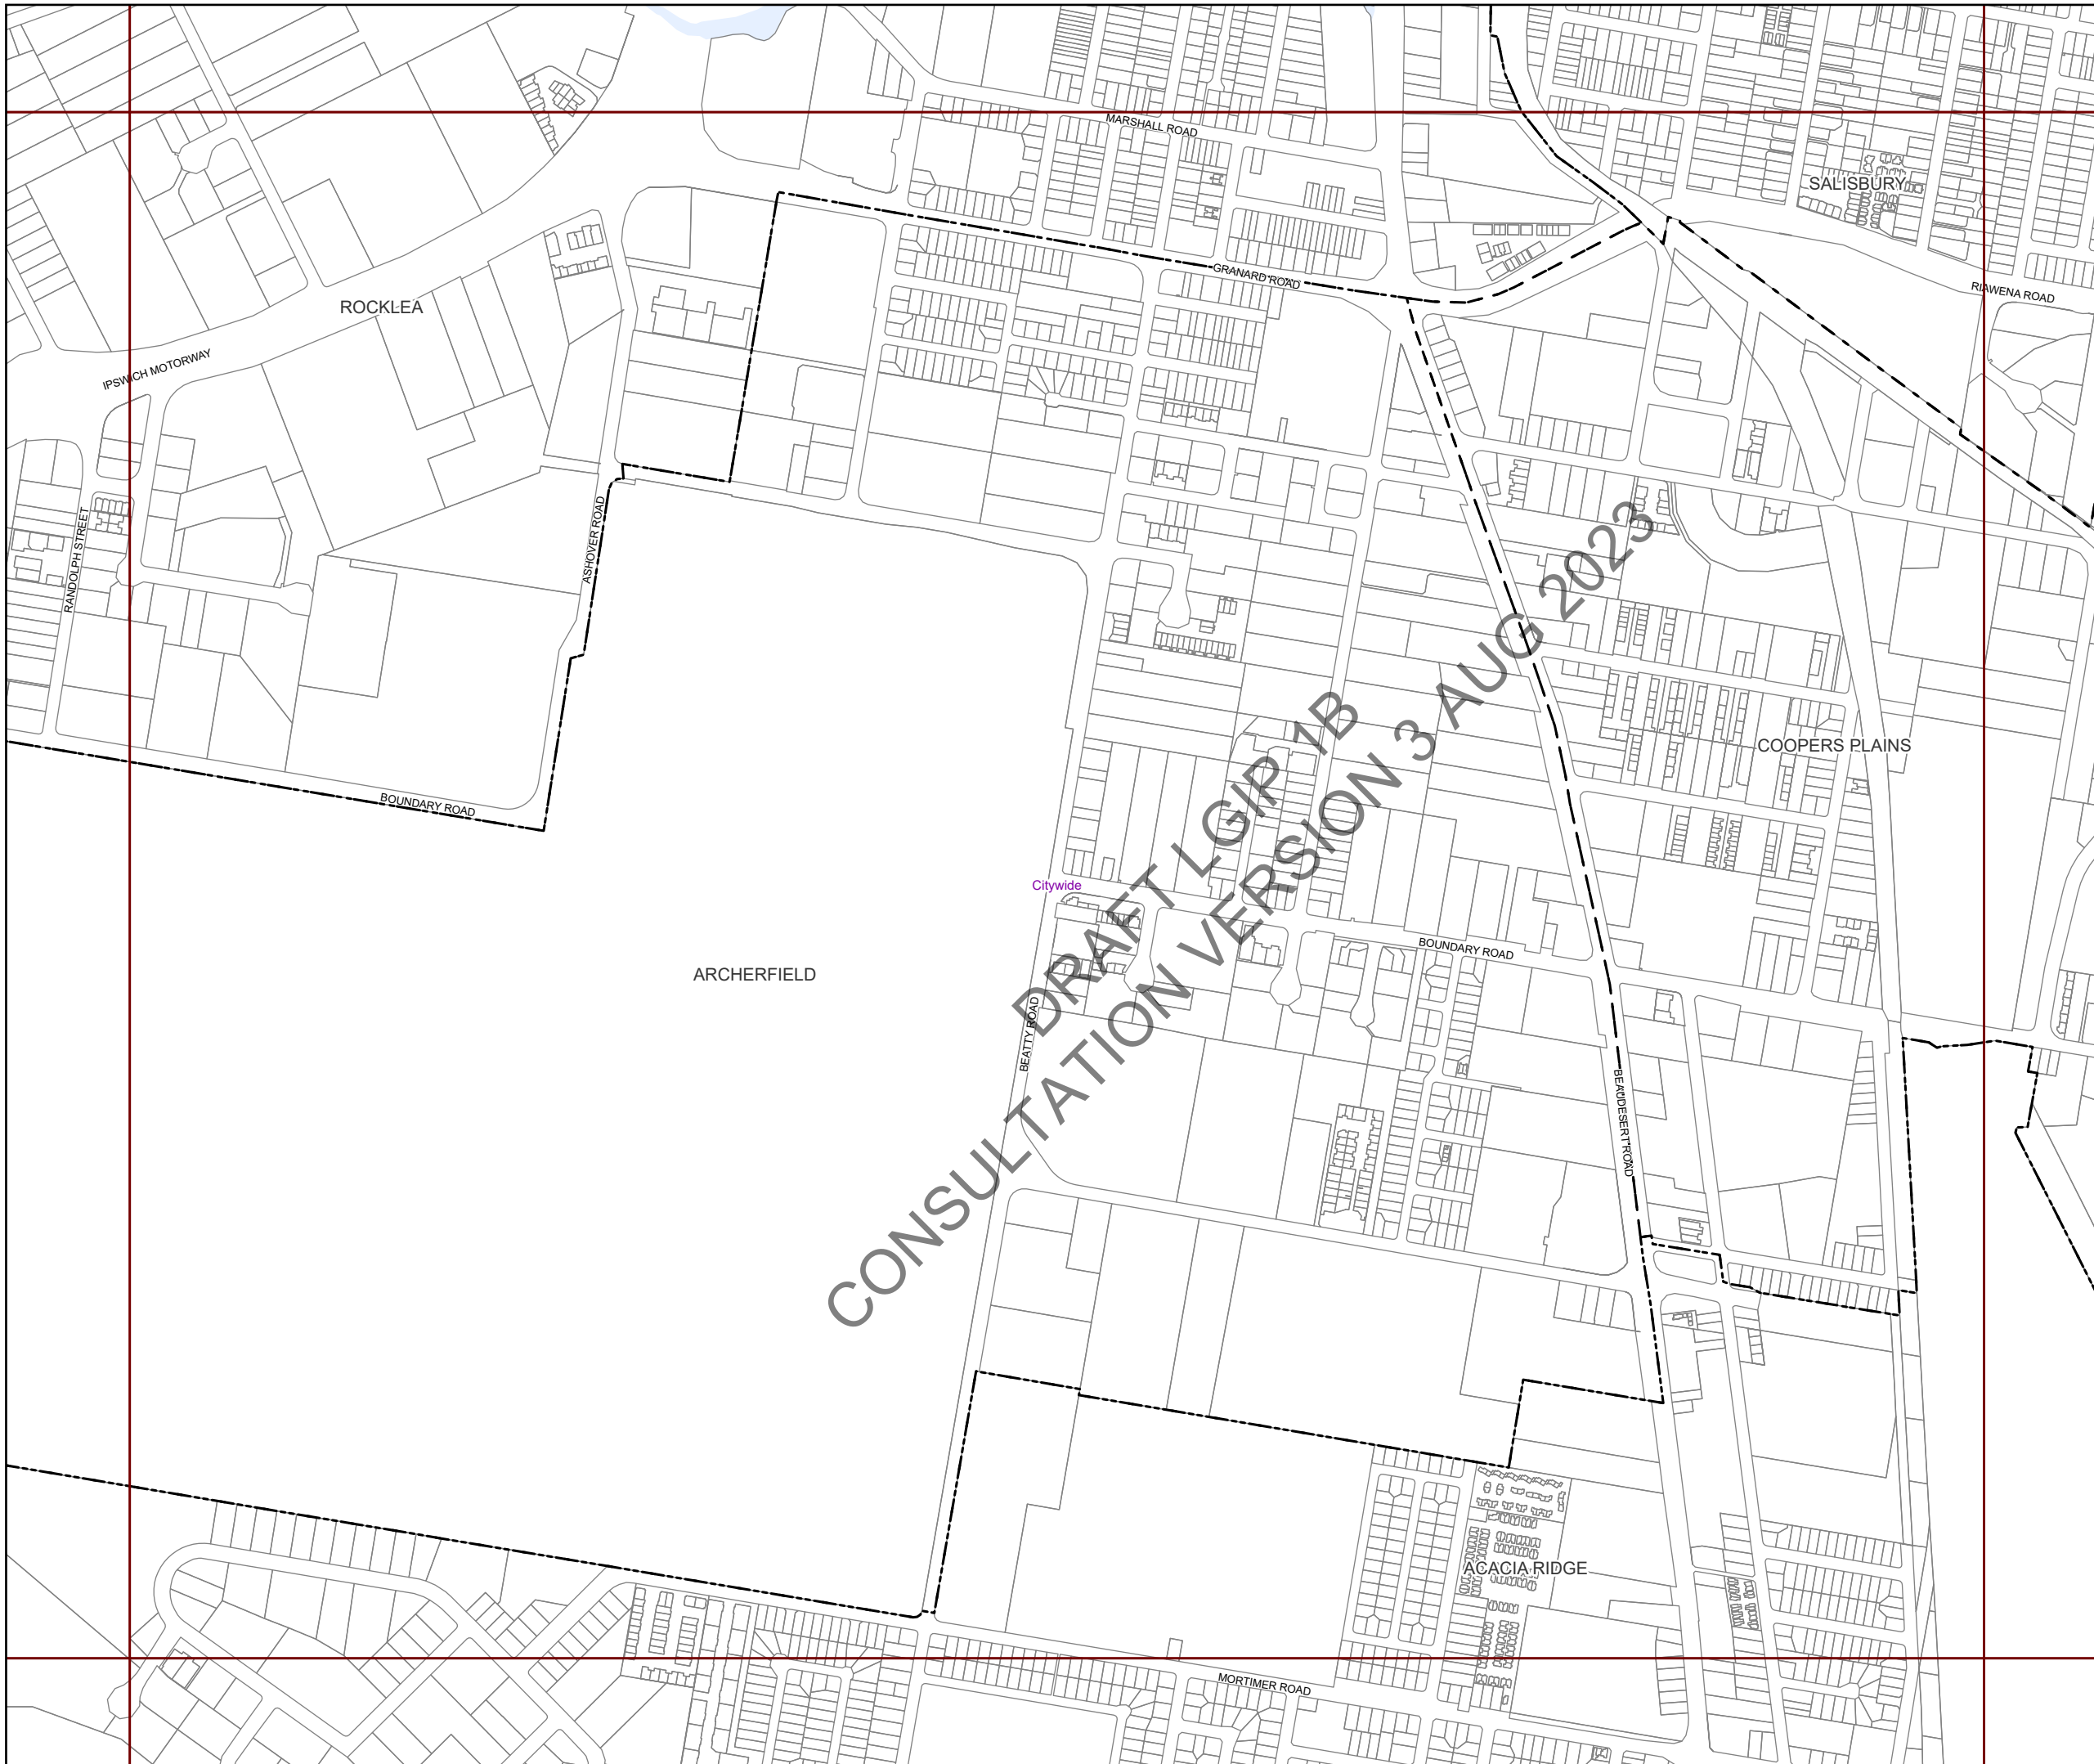 MARSHALL ROAD
SALISBURY
GRANARD ROAD
RIAWENA ROAD
ROCKLEA
IPSWICH MOTORWAY
RANDOLPH STREET
ASHOVER ROAD
COOPERS PLAINS
BOUNDARY ROAD
Citywide
DRAFT LGIP 1B
CONSULTATION VERSION 3 AUG 2023
BOUNDARY ROAD
ARCHERFIELD
BEATTY ROAD
BEAUDESERT ROAD
ACACIA RIDGE
MORTIMER ROAD